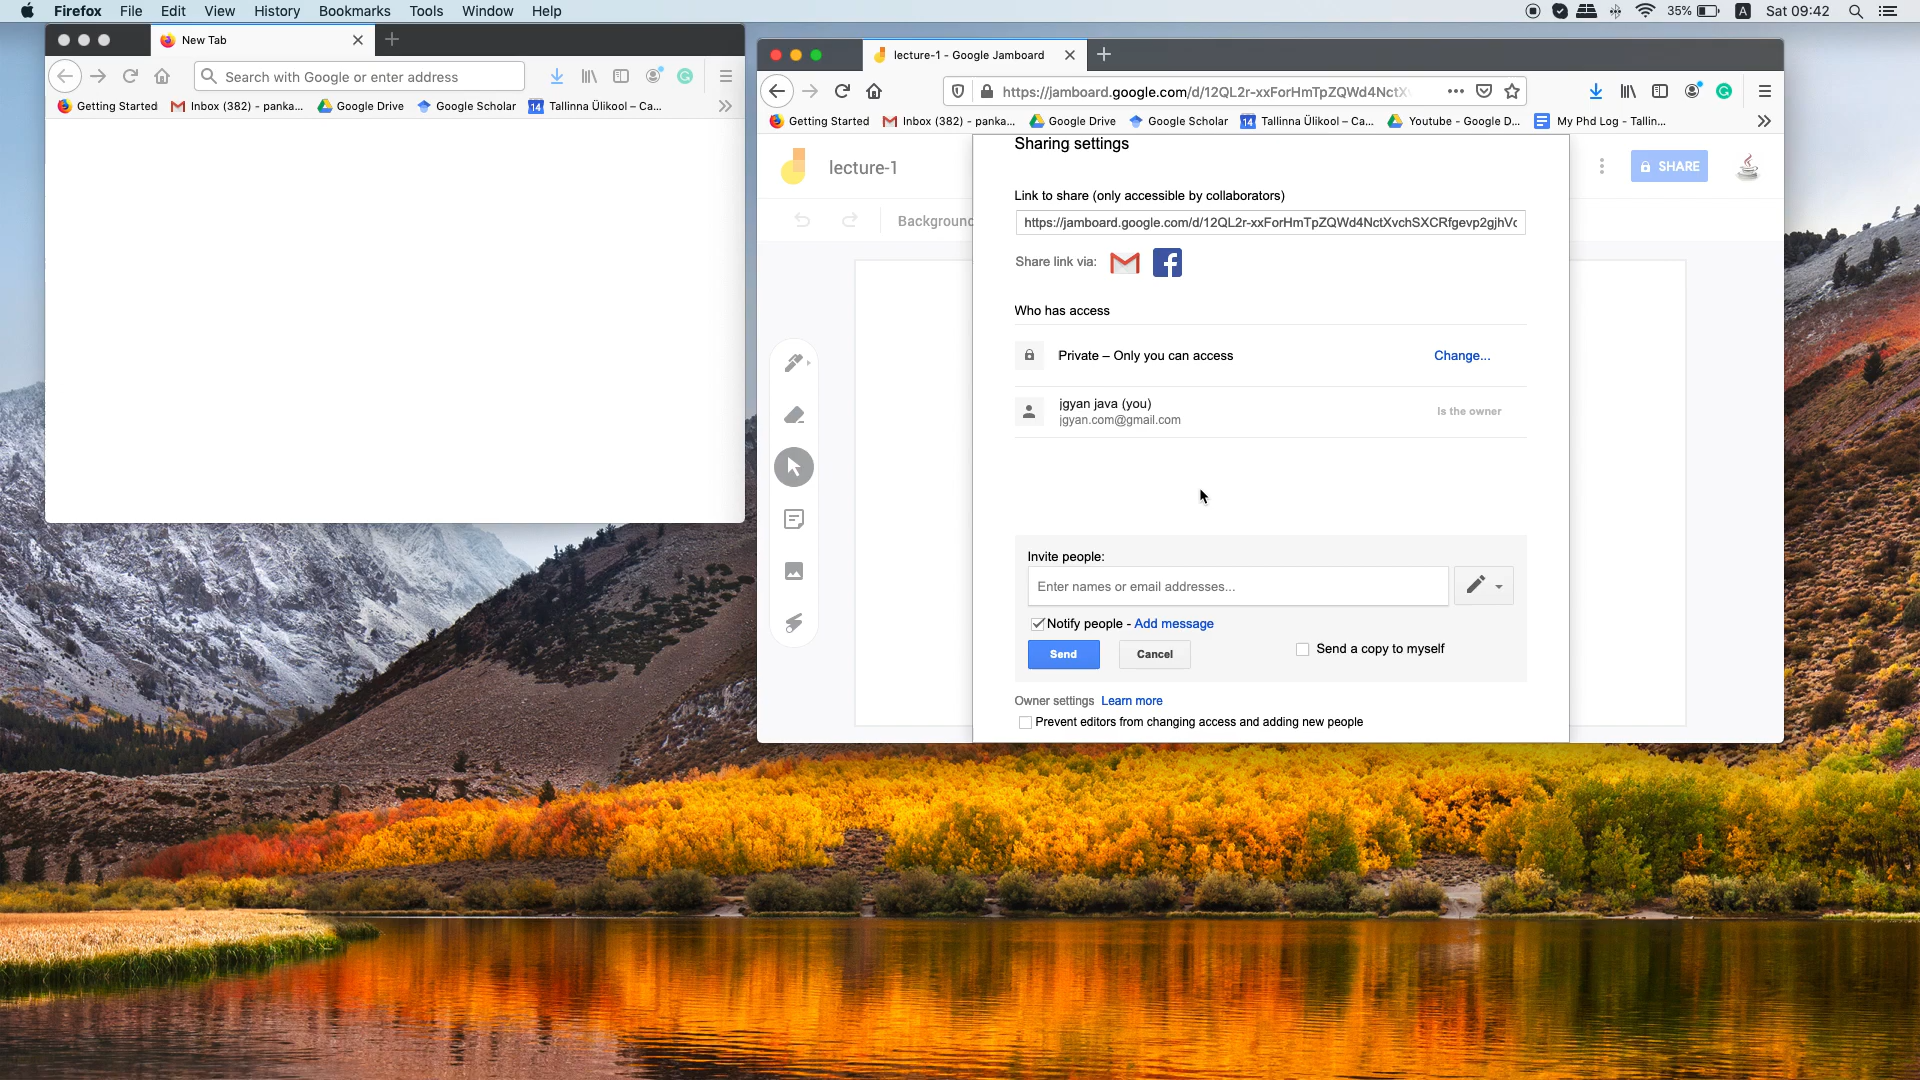 Firefox File Edit View History Bookmarks Tools Window Help
35% A Sat 09:42
New Tab
Search with Google or enter address
Getting Started Inbox (382) - panka... Google Drive Google Scholar 14 Tallinna Ülikool – Ca...
lecture-1 - Google Jamboard
https://jamboard.google.com/d/12QL2r-xxForHmTpZQWd4NctX
Getting Started Inbox (382) - panka... Google Drive Google Scholar 14 Tallinna Ülikool – Ca... Youtube - Google D... My Phd Log - Tallin...
lecture-1
SHARE
Background
Sharing settings
Link to share (only accessible by collaborators)
https://jamboard.google.com/d/12QL2r-xxForHmTpZQWd4NctXvchSXCRfgevp2gjhVc
Share link via:
Who has access
Private – Only you can access Change...
jgyan java (you)
jgyan.com@gmail.com
Is the owner
Invite people:
Enter names or email addresses...
Notify people - Add message
Send Cancel
Send a copy to myself
Owner settings Learn more
Prevent editors from changing access and adding new people